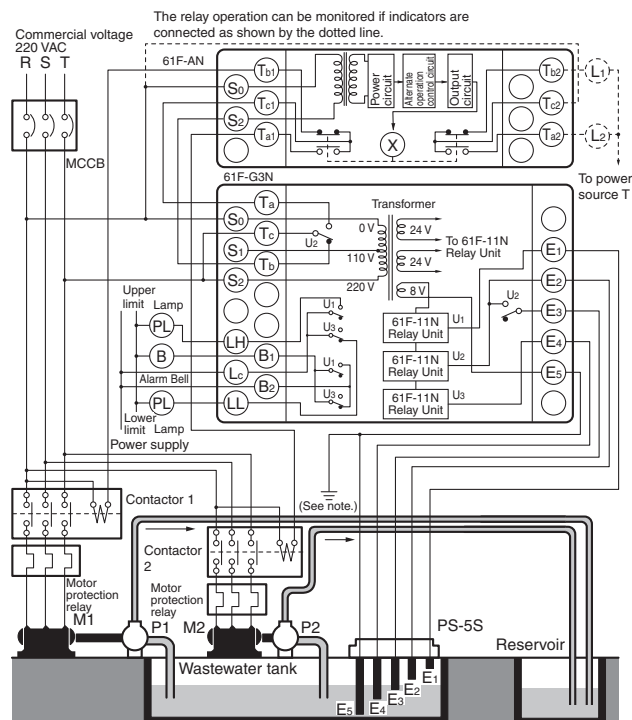 The relay operation can be monitored if indicators are
connected as shown by the dotted line.
Commercial voltage
220 VAC
R S T
61F-AN
Tb1
S0
Tc1
S2
Ta1
Power circuit
Alternate operation control circuit
Output circuit
X
Tb2
Tc2
Ta2
L1
L2
To power
source T
MCCB
61F-G3N
Ta
S0
Tc
S1
Tb
S2
U2
Transformer
0 V
110 V
220 V
24 V
24 V
8 V
To 61F-11N
Relay Unit
E1
E2
E3
E4
E5
U2
61F-11N
Relay Unit
U1
61F-11N
Relay Unit
U2
61F-11N
Relay Unit
U3
U1
U3
U1
U3
Upper
limit
Lamp
PL
B
Alarm Bell
PL
Lower
limit
Lamp
Power supply
LH
B1
Lc
B2
LL
(See note.)
Contactor 1
Contactor
2
Motor
protection
relay
Motor
protection
relay
M1
P1
M2
P2
PS-5S
Reservoir
Wastewater tank
E5 E4 E3 E2 E1